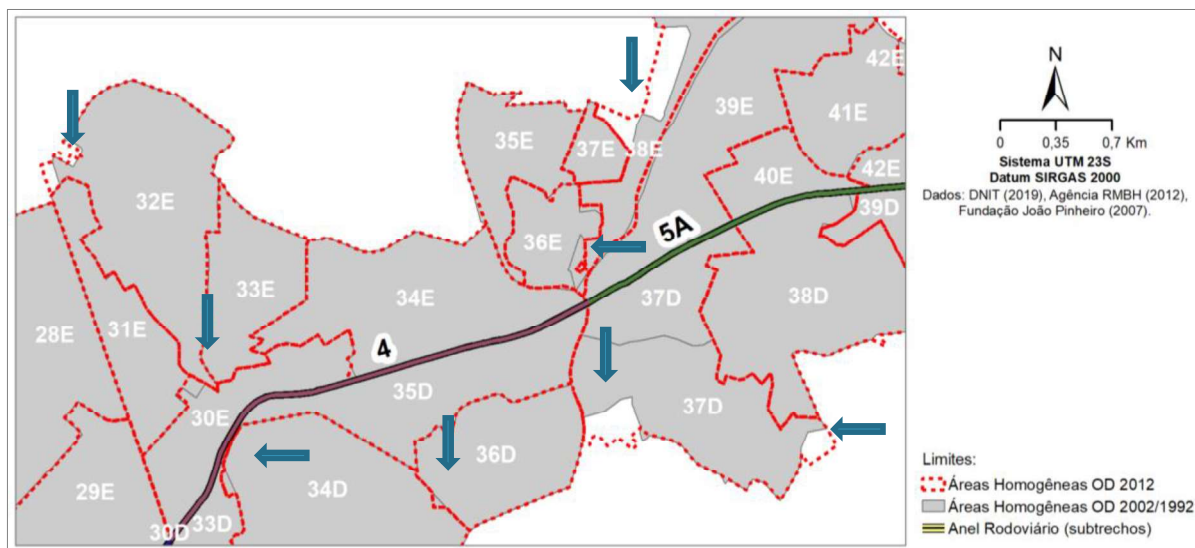 42E
39E
41E
35E
37E
38E
32E
40E
42E
39D
36E
5A
33E
34E
37D
38D
28E
31E
4
35D
30E
37D
36D
29E
34D
33D
30D
N
0 0,35 0,7 Km
Sistema UTM 23S
Datum SIRGAS 2000
Dados: DNIT (2019), Agência RMBH (2012),
Fundação João Pinheiro (2007).
Limites:
Áreas Homogêneas OD 2012
Áreas Homogêneas OD 2002/1992
Anel Rodoviário (subtrechos)